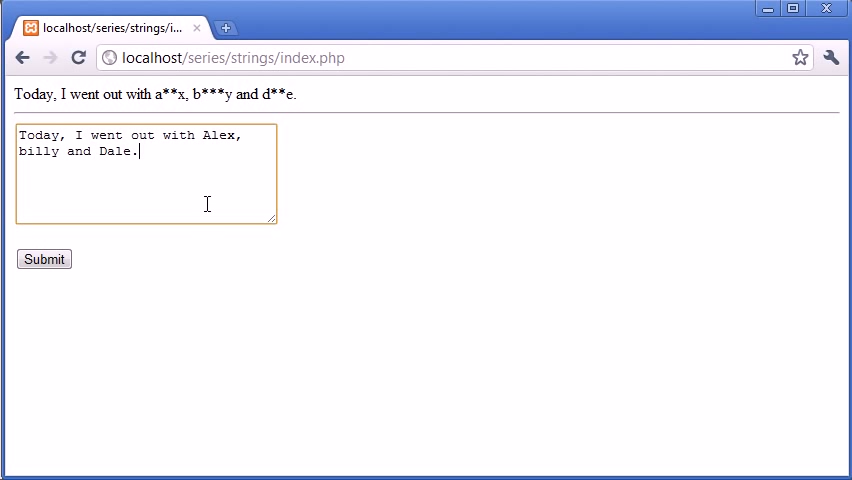 localhost/series/strings/i...
localhost/series/strings/index.php
Today, I went out with a**x, b***y and d**e.
Today, I went out with Alex,
billy and Dale.
Submit